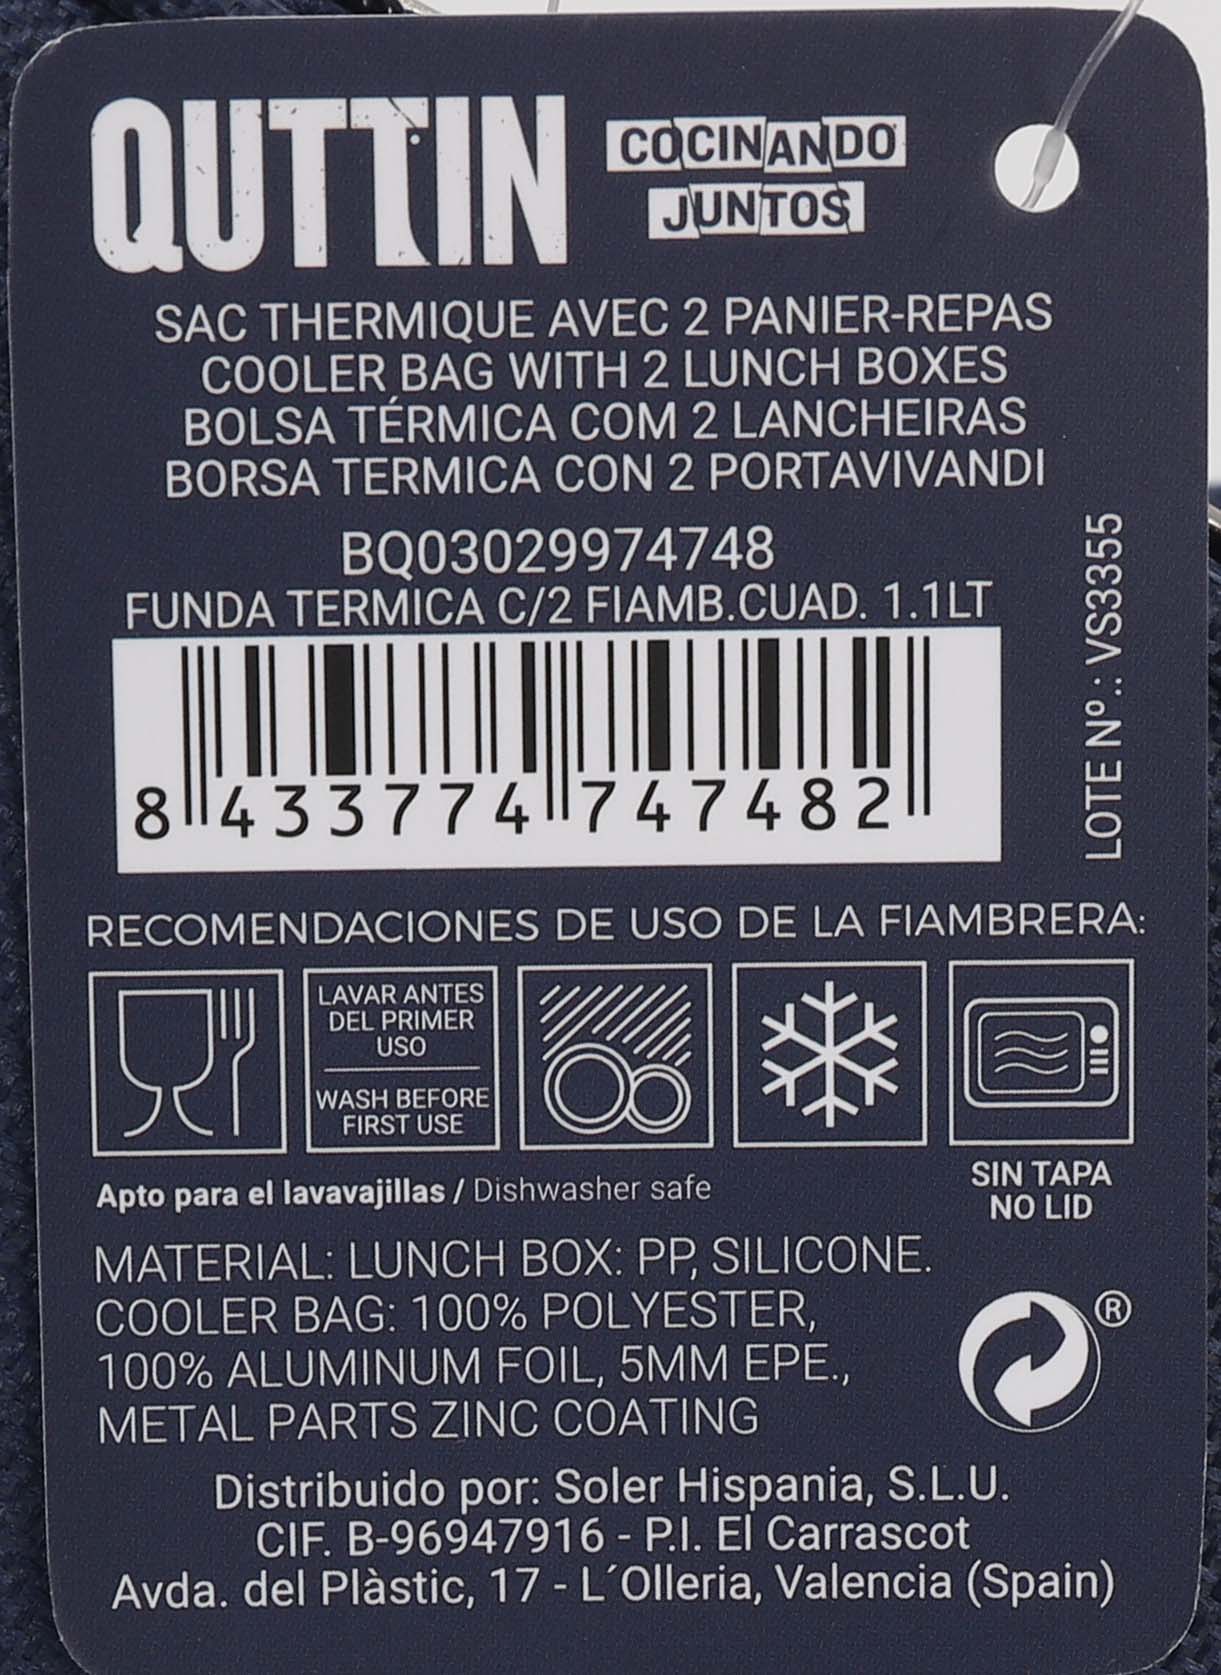 QUTTIN
COCINANDO
JUNTOS
SAC THERMIQUE AVEC 2 PANIER-REPAS
COOLER BAG WITH 2 LUNCH BOXES
BOLSA TÉRMICA COM 2 LANCHEIRAS
BORSA TERMICA CON 2 PORTAVIVANDI
BQ03029974748
FUNDA TERMICA C/2 FIAMB.CUAD. 1.1LT
8 433774 747482
LOTE Nº.: VS3355
RECOMENDACIONES DE USO DE LA FIAMBRERA:
LAVAR ANTES
DEL PRIMER
USO
WASH BEFORE
FIRST USE
SIN TAPA
NO LID
Apto para el lavavajillas / Dishwasher safe
MATERIAL: LUNCH BOX: PP, SILICONE.
COOLER BAG: 100% POLYESTER,
100% ALUMINUM FOIL, 5MM EPE.,
METAL PARTS ZINC COATING
®
Distribuido por: Soler Hispania, S.L.U.
CIF. B-96947916 - P.I. El Carrascot
Avda. del Plàstic, 17 - L´Olleria, Valencia (Spain)